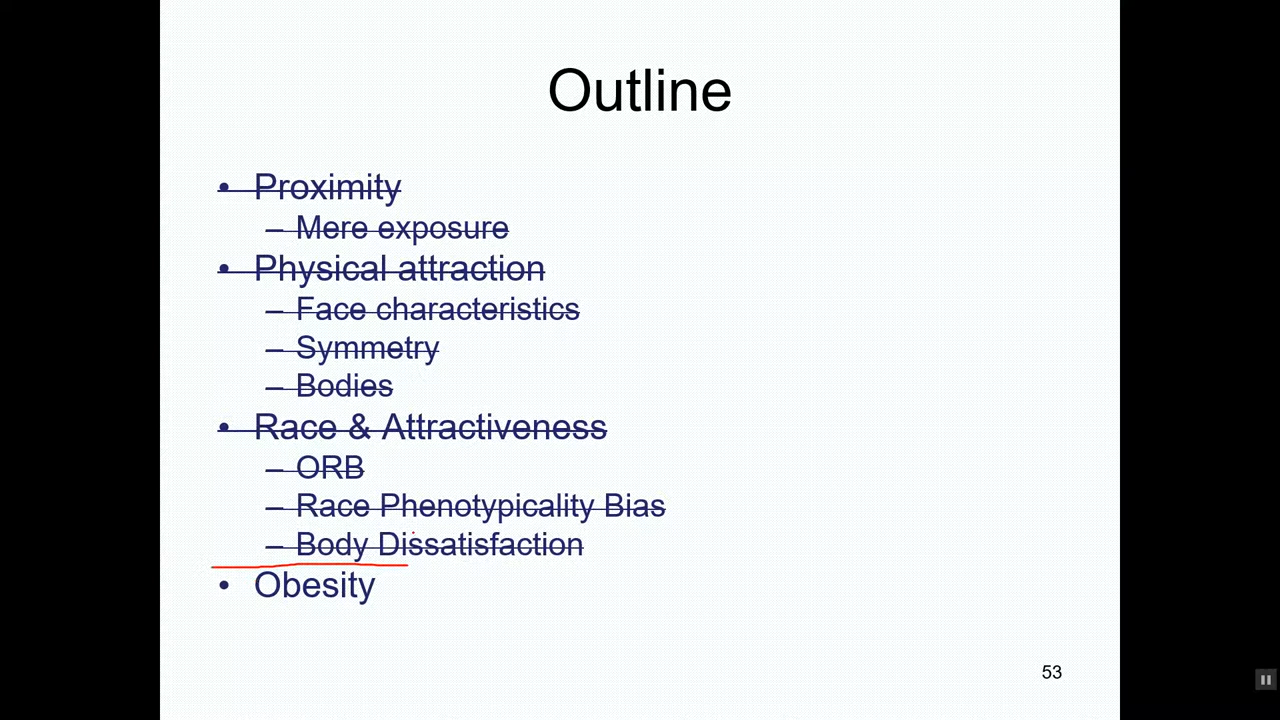 Outline
• Proximity
– Mere exposure
• Physical attraction
– Face characteristics
– Symmetry
– Bodies
• Race & Attractiveness
– ORB
– Race Phenotypicality Bias
– Body Dissatisfaction
• Obesity
53